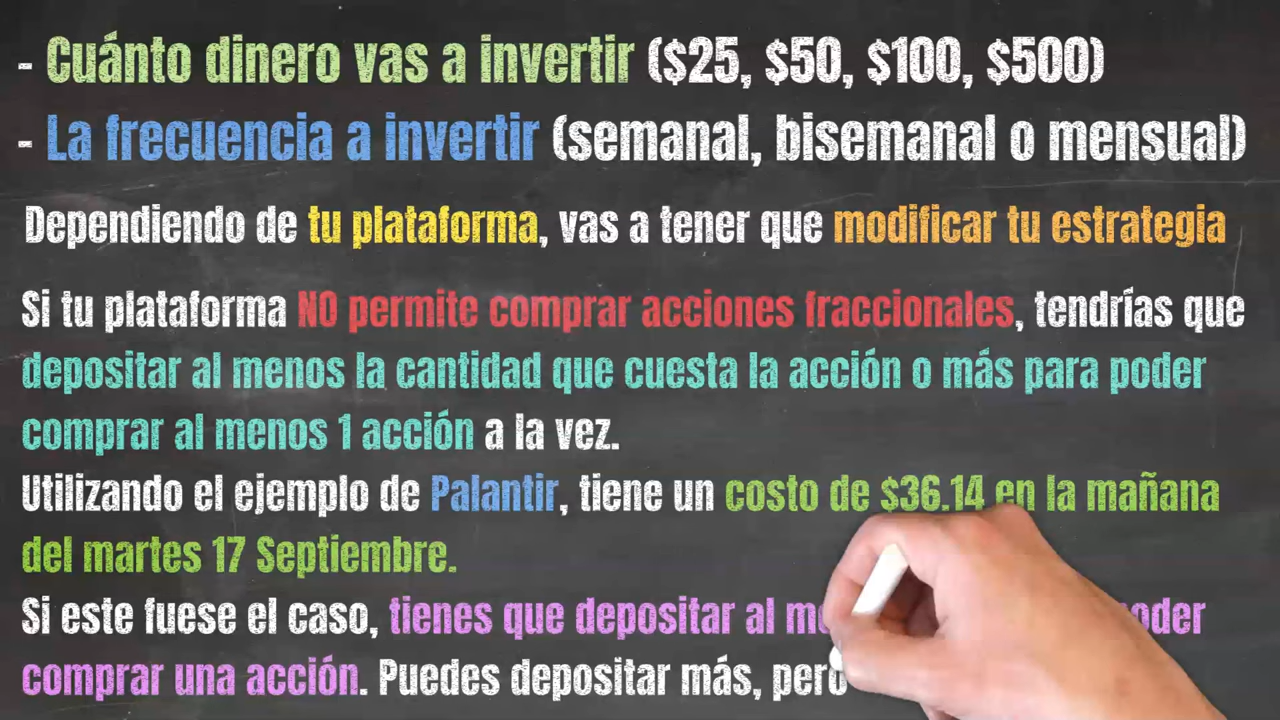 - Cuánto dinero vas a invertir ($25, $50, $100, $500)
- La frecuencia a invertir (semanal, bisemanal o mensual)
Dependiendo de tu plataforma, vas a tener que modificar tu estrategia
Si tu plataforma NO permite comprar acciones fraccionales, tendrías que
depositar al menos la cantidad que cuesta la acción o más para poder
comprar al menos 1 acción a la vez.
Utilizando el ejemplo de Palantir, tiene un costo de $36.14 en la mañana
del martes 17 Septiembre.
Si este fuese el caso, tienes que depositar al
comprar una acción. Puedes depositar más, pero